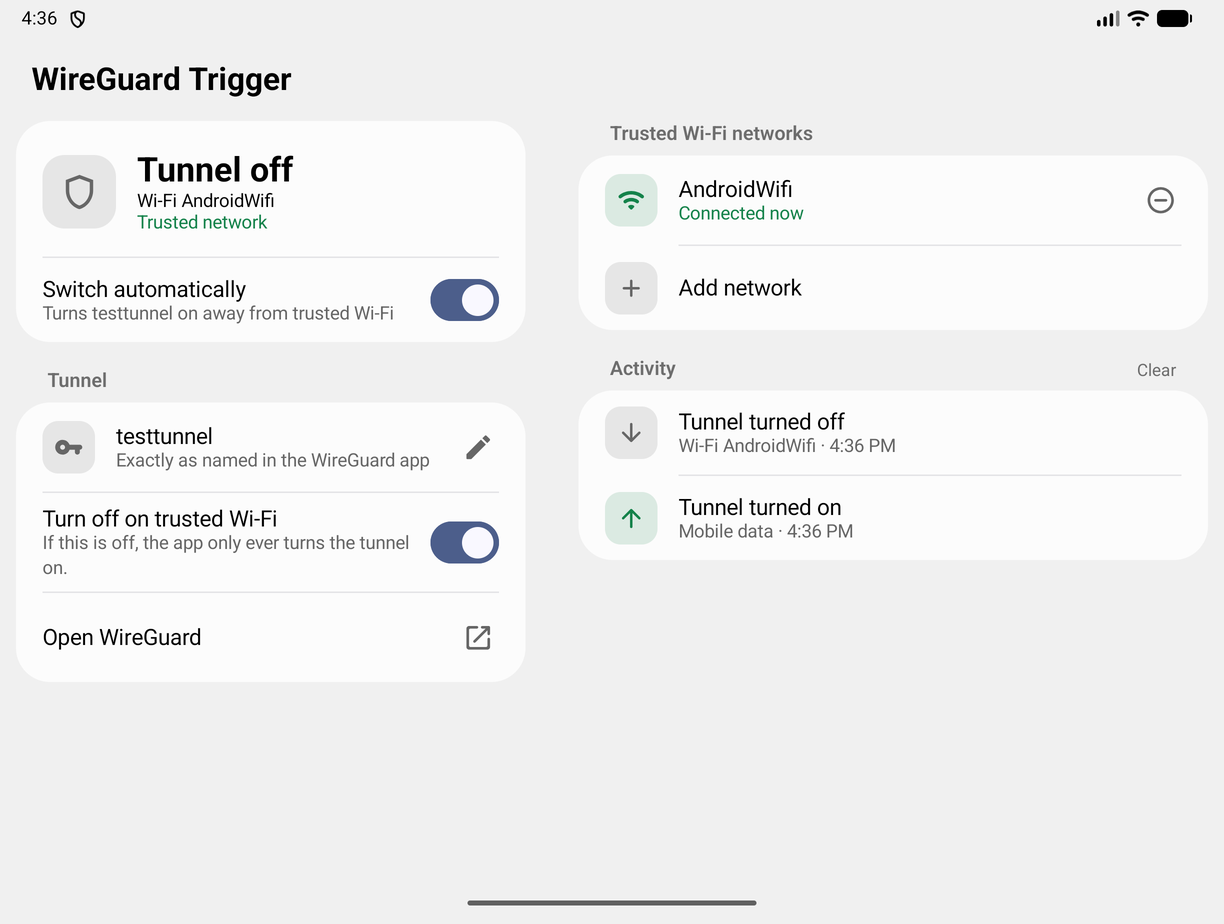 4:36
WireGuard Trigger
Tunnel off
Wi-Fi AndroidWifi
Trusted network
Switch automatically
Turns testtunnel on away from trusted Wi-Fi
Tunnel
testtunnel
Exactly as named in the WireGuard app
Turn off on trusted Wi-Fi
If this is off, the app only ever turns the tunnel
on.
Open WireGuard
Trusted Wi-Fi networks
AndroidWifi
Connected now
Add network
Activity
Clear
Tunnel turned off
Wi-Fi AndroidWifi · 4:36 PM
Tunnel turned on
Mobile data · 4:36 PM